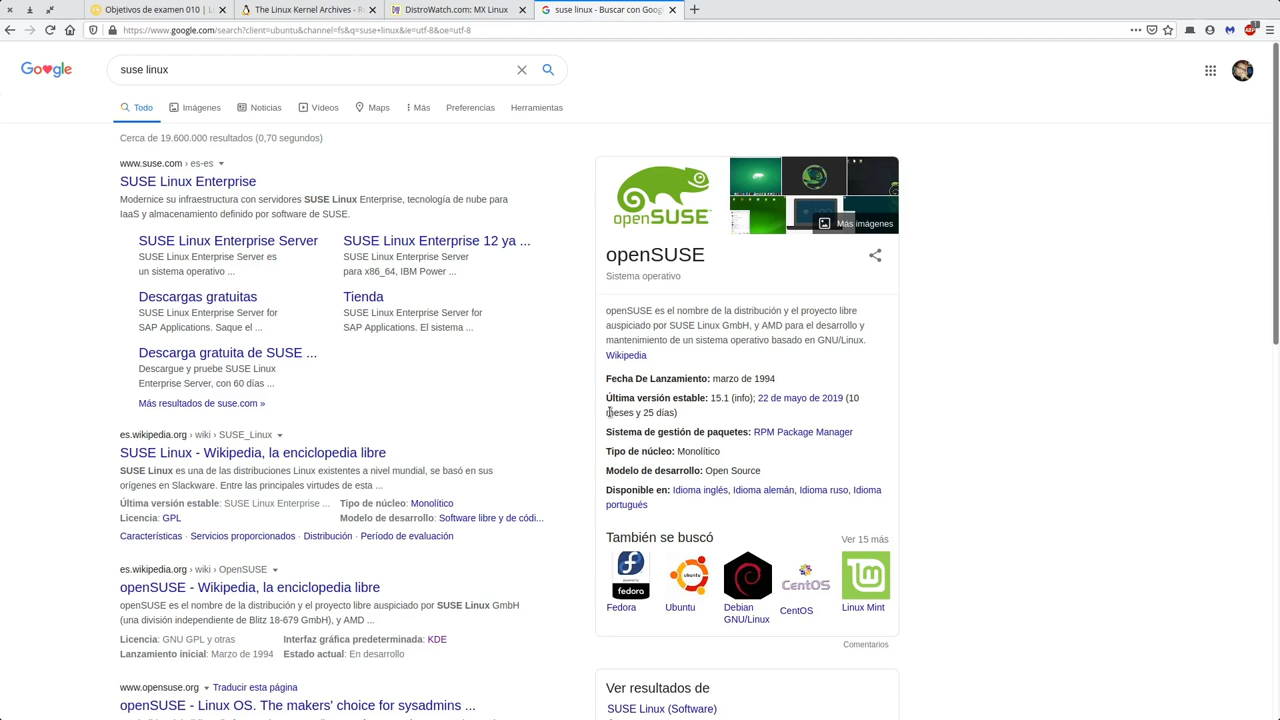 Objetivos de examen 010 | L
The Linux Kernel Archives - R
DistroWatch.com: MX Linux
suse linux - Buscar con Goog
https://www.google.com/search?client=ubuntu&channel=fs&q=suse+linux&ie=utf-8&oe=utf-8
suse linux
Todo
Imágenes
Noticias
Vídeos
Maps
Más
Preferencias
Herramientas
Cerca de 19.600.000 resultados (0,70 segundos)
www.suse.com › es-es
SUSE Linux Enterprise
Modernice su infraestructura con servidores SUSE Linux Enterprise, tecnología de nube para
IaaS y almacenamiento definido por software de SUSE.
SUSE Linux Enterprise Server
SUSE Linux Enterprise Server es
un sistema operativo ...
SUSE Linux Enterprise 12 ya ...
SUSE Linux Enterprise Server
para x86_64, IBM Power ...
Descargas gratuitas
SUSE Linux Enterprise Server for
SAP Applications. Saque el ...
Tienda
SUSE Linux Enterprise Server for
SAP Applications. El sistema ...
Descarga gratuita de SUSE ...
Descargue y pruebe SUSE Linux
Enterprise Server, con 60 días ...
Más resultados de suse.com »
es.wikipedia.org › wiki › SUSE_Linux
SUSE Linux - Wikipedia, la enciclopedia libre
SUSE Linux es una de las distribuciones Linux existentes a nivel mundial, se basó en sus
orígenes en Slackware. Entre las principales virtudes de esta ...
Última versión estable: SUSE Linux Enterprise ...
Tipo de núcleo: Monolítico
Licencia: GPL
Modelo de desarrollo: Software libre y de códi...
Características · Servicios proporcionados · Distribución · Período de evaluación
es.wikipedia.org › wiki › OpenSUSE
openSUSE - Wikipedia, la enciclopedia libre
openSUSE es el nombre de la distribución y el proyecto libre auspiciado por SUSE Linux GmbH
(una división independiente de Blitz 18-679 GmbH), y AMD ...
Licencia: GNU GPL y otras
Interfaz gráfica predeterminada: KDE
Lanzamiento inicial: Marzo de 1994
Estado actual: En desarrollo
www.opensuse.org
Traducir esta página
openSUSE - Linux OS. The makers' choice for sysadmins ...
openSUSE
Más imágenes
openSUSE
Sistema operativo
openSUSE es el nombre de la distribución y el proyecto libre
auspiciado por SUSE Linux GmbH, y AMD para el desarrollo y
mantenimiento de un sistema operativo basado en GNU/Linux.
Wikipedia
Fecha De Lanzamiento: marzo de 1994
Última versión estable: 15.1 (info); 22 de mayo de 2019 (10
meses y 25 días)
Sistema de gestión de paquetes: RPM Package Manager
Tipo de núcleo: Monolítico
Modelo de desarrollo: Open Source
Disponible en: Idioma inglés, Idioma alemán, Idioma ruso, Idioma
portugués
También se buscó
Ver 15 más
fedora
ubuntu
CentOS
Fedora
Ubuntu
Debian
GNU/Linux
CentOS
Linux Mint
Comentarios
Ver resultados de
SUSE Linux (Software)